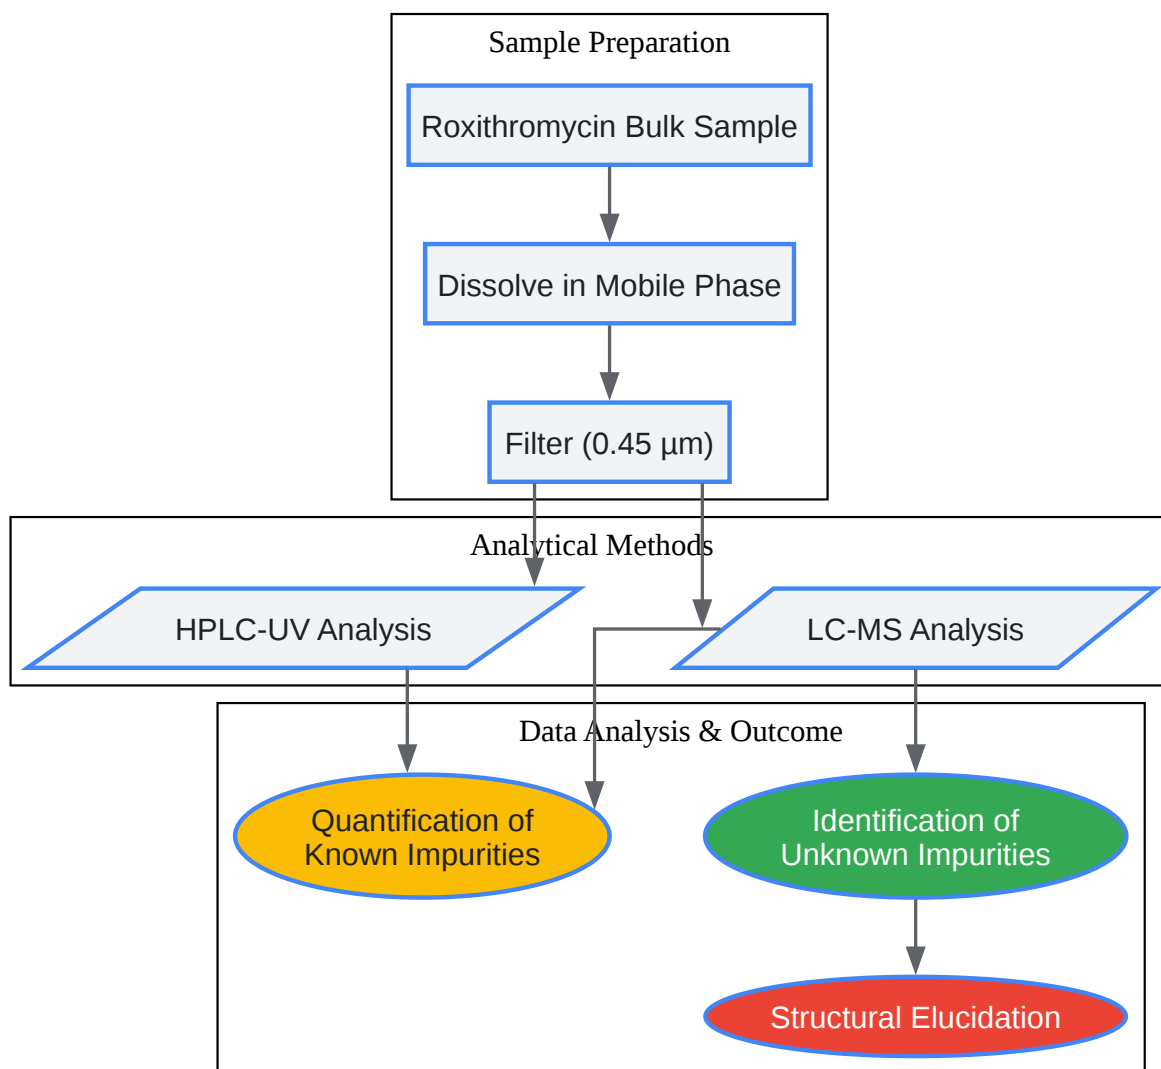 Sample Preparation
Roxithromycin Bulk Sample
Dissolve in Mobile Phase
Filter (0.45 µm)
Analytical Methods
HPLC-UV Analysis
LC-MS Analysis
Data Analysis & Outcome
Quantification of
Known Impurities
Identification of
Unknown Impurities
Structural Elucidation